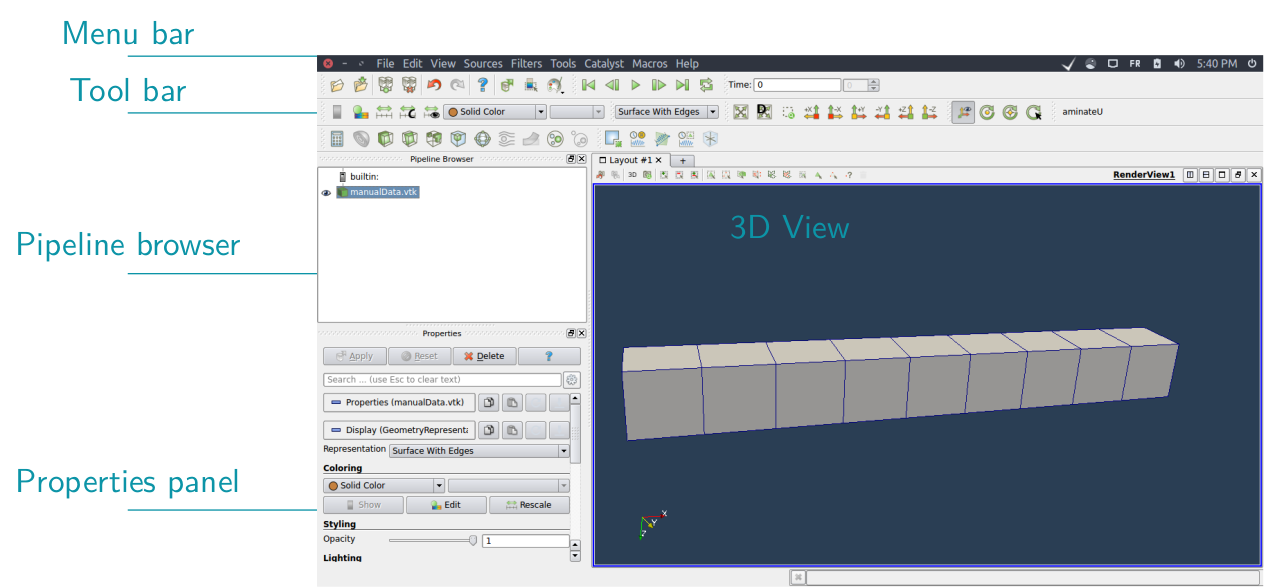 Menu bar
File Edit View Sources Filters Tools Catalyst Macros Help
FR
5:40 PM
Tool bar
Time: 0
0
Solid Color
Surface With Edges
D
+X
-X
+Y
-Y
+Z
-Z
aminateU
Pipeline Browser
Layout #1
+
builtin:
3D
RenderView1
manualData.vtk
3D View
Pipeline browser
Properties
Apply
Reset
Delete
?
Search ... (use Esc to clear text)
Properties (manualData.vtk)
Display (GeometryRepresenta
Representation Surface With Edges
Coloring
Properties panel
Solid Color
Show
Edit
Rescale
Styling
Opacity
1
Lighting
X
Y
Z